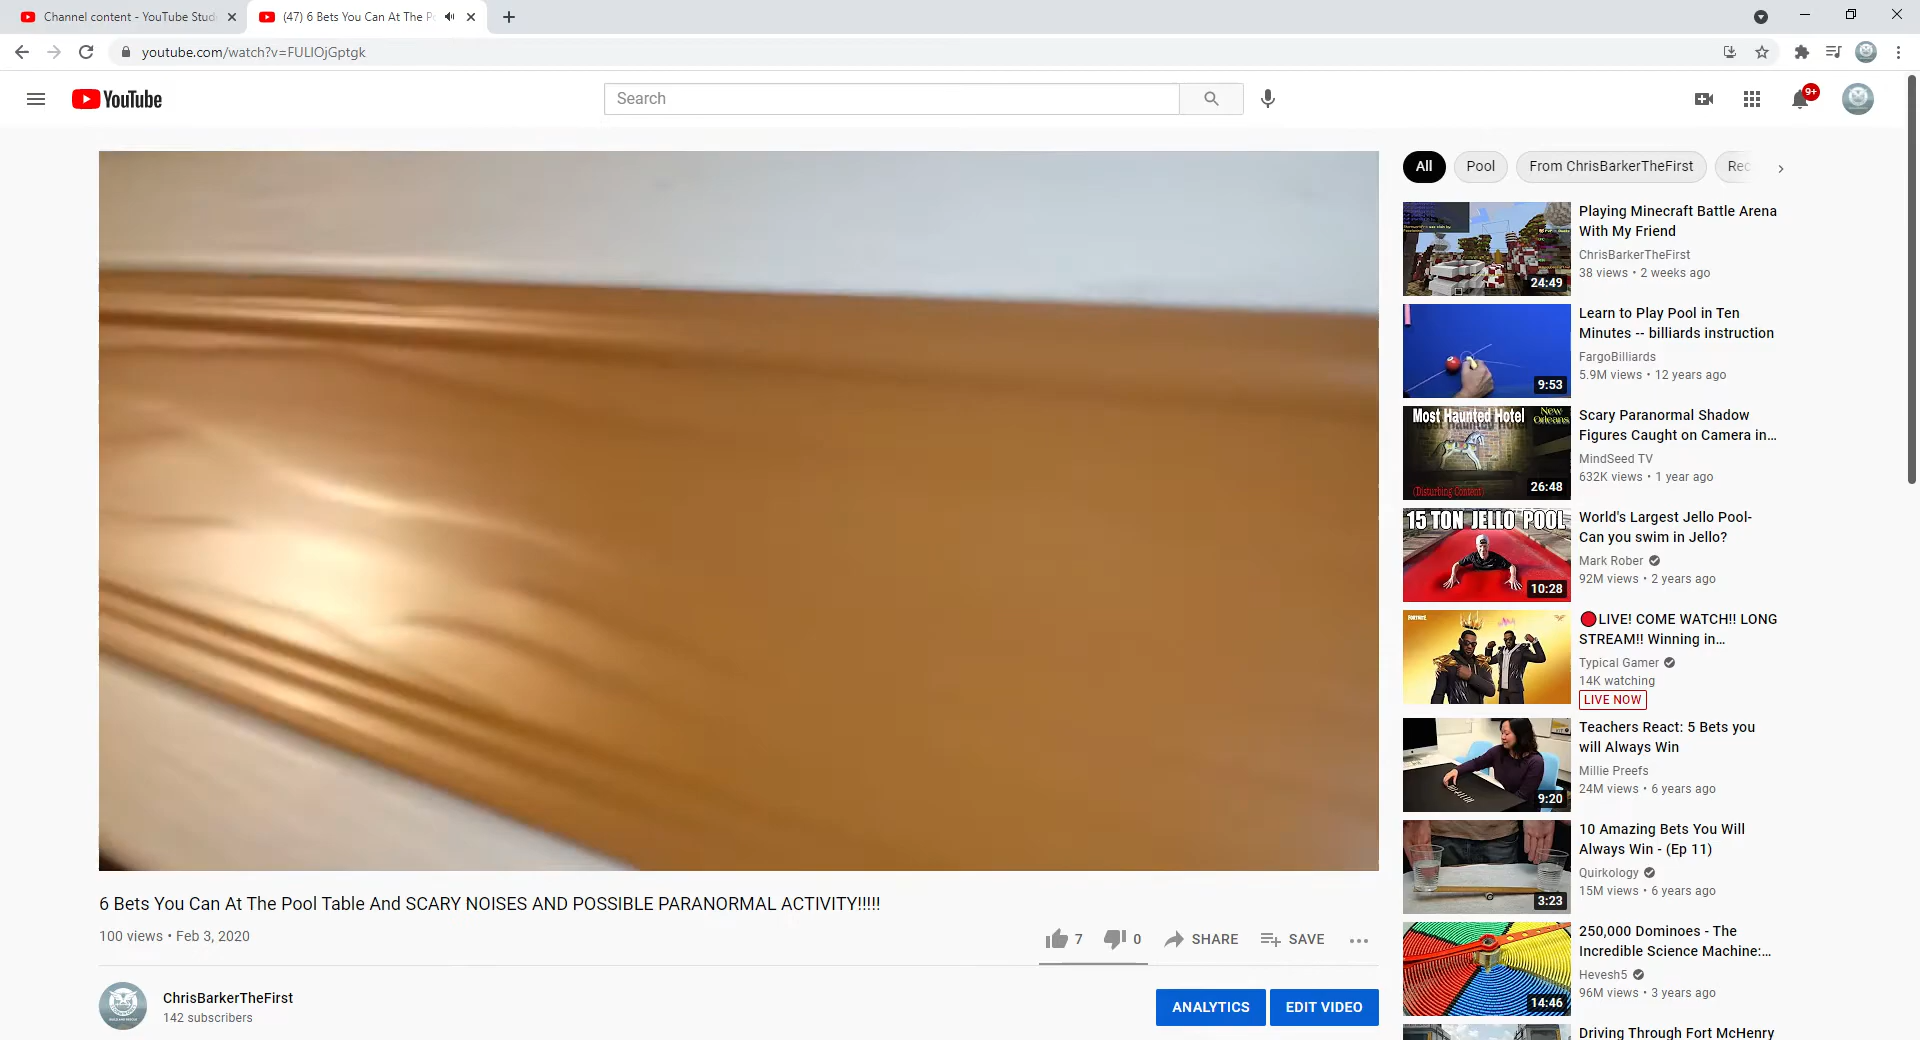 Channel content - YouTube Stud
(47) 6 Bets You Can At The P
youtube.com/watch?v=FULlOjGptgk
YouTube
Search
9+
All
Pool
From ChrisBarkerTheFirst
Rec
Most Haunted Hotel
New Orleans
(Disturbing Content)
15 TON JELLO POOL
FORTNITE
24:49
Playing Minecraft Battle Arena
With My Friend
ChrisBarkerTheFirst
38 views • 2 weeks ago
9:53
Learn to Play Pool in Ten
Minutes -- billiards instruction
FargoBilliards
5.9M views • 12 years ago
26:48
Scary Paranormal Shadow
Figures Caught on Camera in...
MindSeed TV
632K views • 1 year ago
10:28
World's Largest Jello Pool-
Can you swim in Jello?
Mark Rober
92M views • 2 years ago
🔴LIVE! COME WATCH!! LONG
STREAM!! Winning in...
Typical Gamer
14K watching
LIVE NOW
9:20
Teachers React: 5 Bets you
will Always Win
Millie Preefs
24M views • 6 years ago
3:23
10 Amazing Bets You Will
Always Win - (Ep 11)
Quirkology
15M views • 6 years ago
14:46
250,000 Dominoes - The
Incredible Science Machine:...
Hevesh5
96M views • 3 years ago
Driving Through Fort McHenry
6 Bets You Can At The Pool Table And SCARY NOISES AND POSSIBLE PARANORMAL ACTIVITY!!!!!
100 views • Feb 3, 2020
7
0
SHARE
SAVE
ChrisBarkerTheFirst
142 subscribers
ANALYTICS
EDIT VIDEO